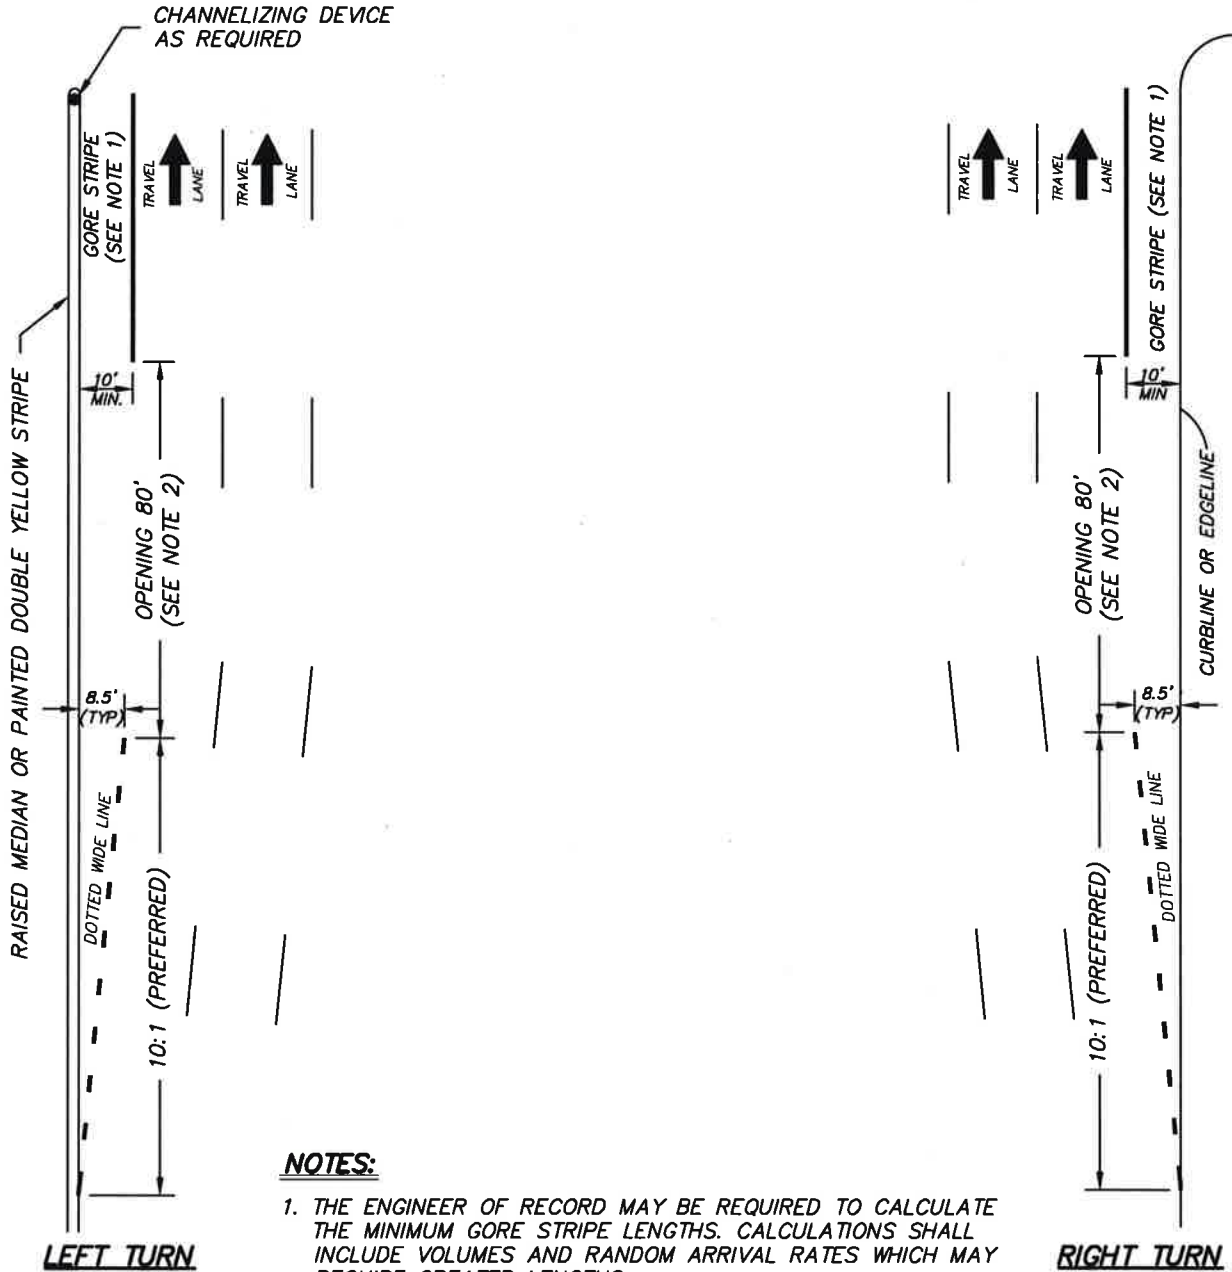 CHANNELIZING DEVICE
AS REQUIRED
GORE STRIPE
(SEE NOTE 1)
TRAVEL
LANE
TRAVEL
LANE
RAISED MEDIAN OR PAINTED DOUBLE YELLOW STRIPE
10'
MIN.
OPENING 80'
(SEE NOTE 2)
8.5'
(TYP)
DOTTED WIDE LINE
10:1 (PREFERRED)
LEFT TURN
TRAVEL
LANE
TRAVEL
LANE
GORE STRIPE (SEE NOTE 1)
10'
MIN
OPENING 80'
(SEE NOTE 2)
CURBLINE OR EDGELINE
8.5'
(TYP)
DOTTED WIDE LINE
10:1 (PREFERRED)
RIGHT TURN
NOTES:
1. THE ENGINEER OF RECORD MAY BE REQUIRED TO CALCULATE
THE MINIMUM GORE STRIPE LENGTHS. CALCULATIONS SHALL
INCLUDE VOLUMES AND RANDOM ARRIVAL RATES WHICH MAY
REQUIRE GREATER LENGTHS